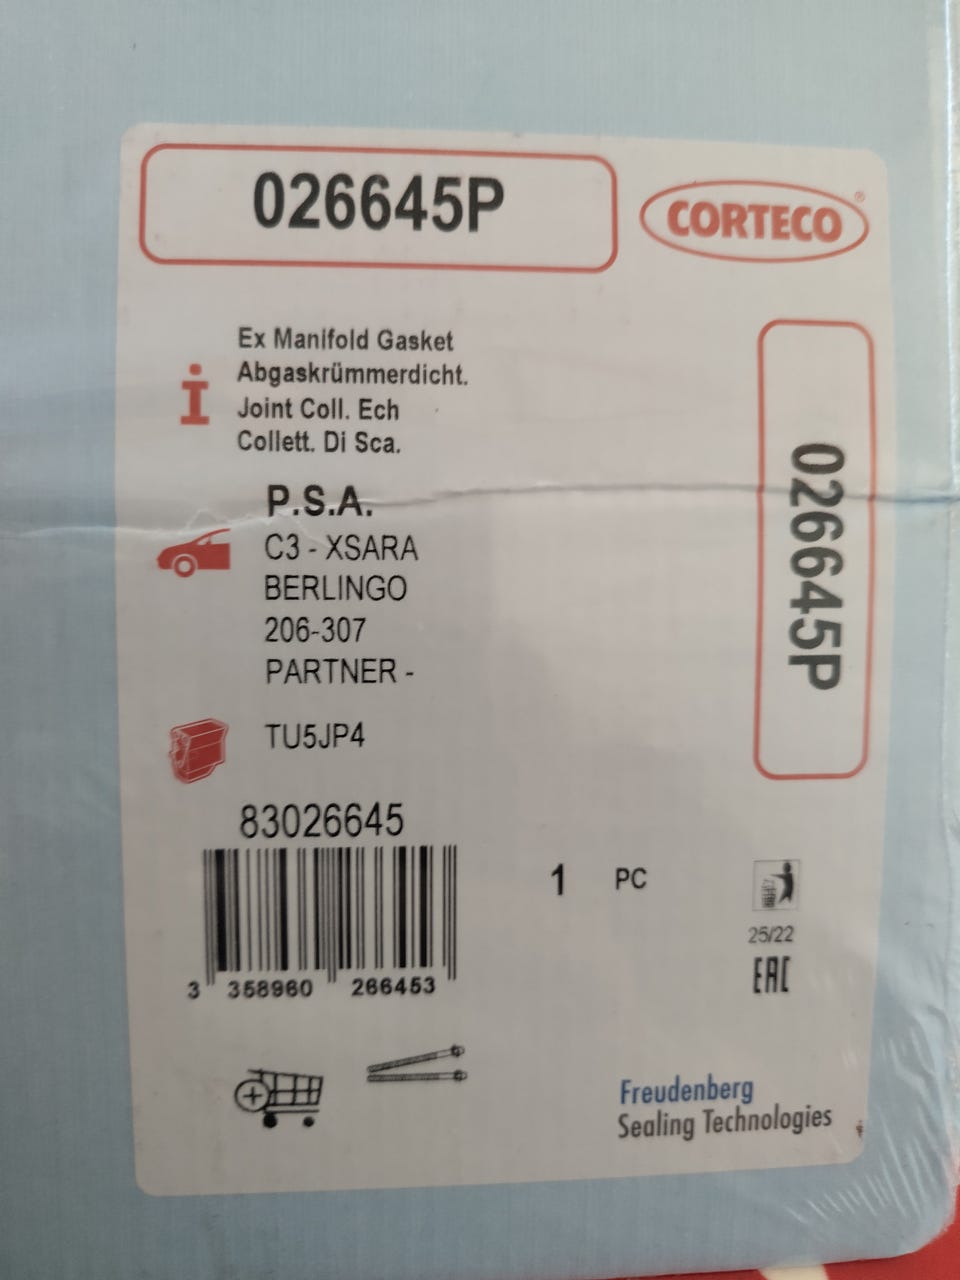 026645P
CORTECO®
Ex Manifold Gasket
Abgaskrümmerdicht.
Joint Coll. Ech
Collett. Di Sca.
026645P
P.S.A.
C3 - XSARA
BERLINGO
206-307
PARTNER -
TU5JP4
83026645
1 PC
25/22
EAC
3 358960 266453
Freudenberg
Sealing Technologies